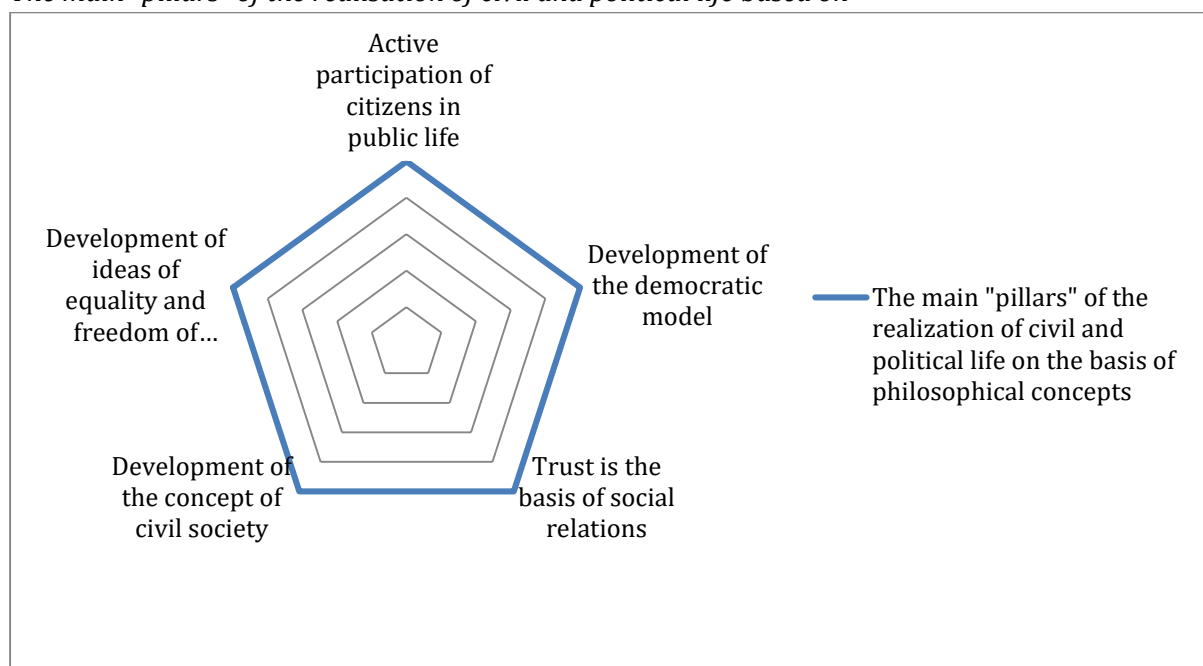 The main "pillars" of the realisation of civil and political life based on
Active
participation of
citizens in
public life
Development of
the democratic
model
Trust is the
basis of social
relations
Development of
the concept of
civil society
Development of
ideas of
equality and
freedom of…
The main "pillars" of the
realization of civil and
political life on the basis of
philosophical concepts